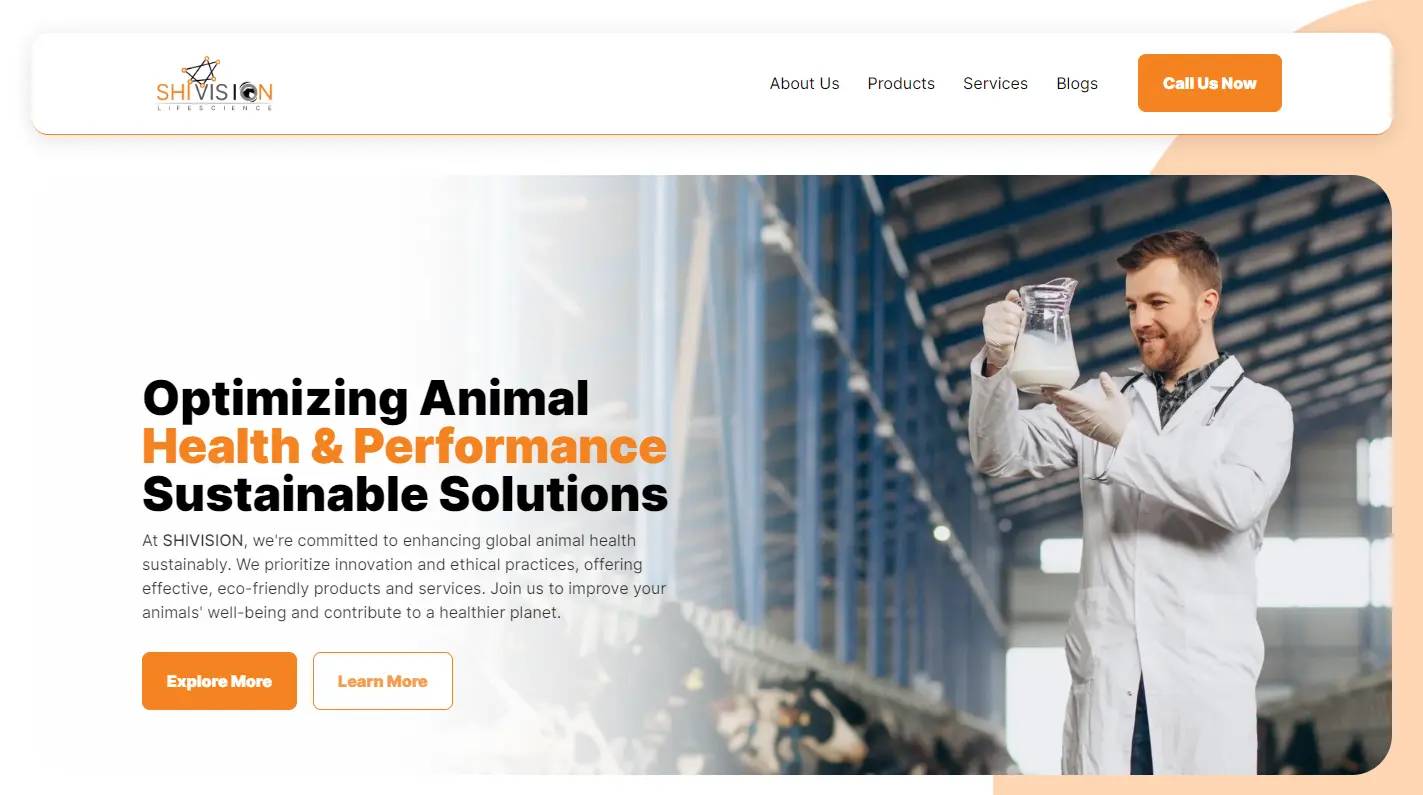 SHIVISION
LIFESCIENCE
About Us
Products
Services
Blogs
Call Us Now
Optimizing Animal
Health & Performance
Sustainable Solutions
At SHIVISION, we're committed to enhancing global animal health
sustainably. We prioritize innovation and ethical practices, offering
effective, eco-friendly products and services. Join us to improve your
animals' well-being and contribute to a healthier planet.
Explore More
Learn More